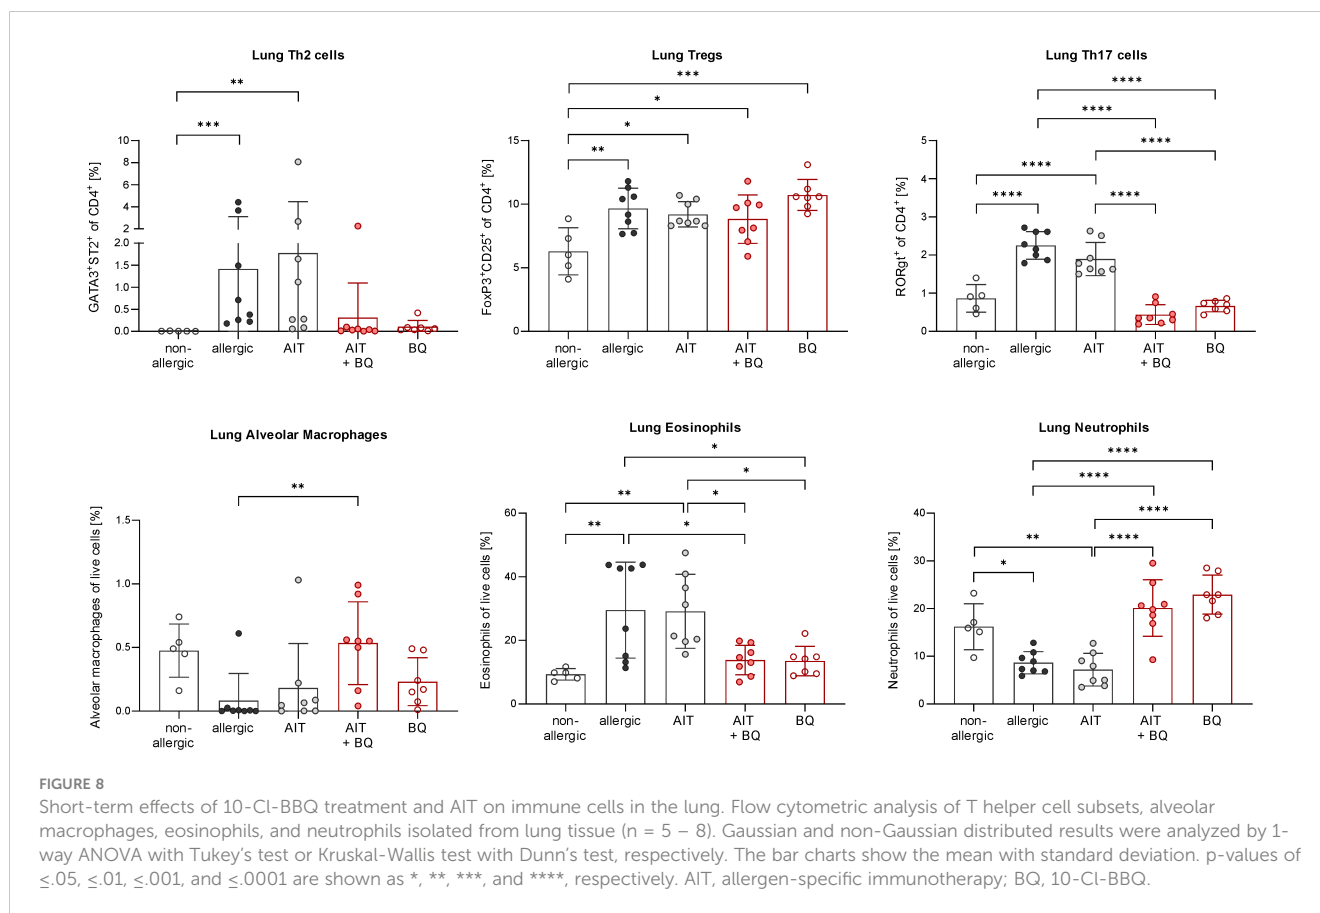 Lung Th2 cells
**
***
GATA3⁺ST2⁺ of CD4⁺ [%]
10
8
6
4
2
2.0
1.5
1.0
0.5
0.0
non-allergic
allergic
AIT
AIT + BQ
BQ
Lung Tregs
***
*
*
**
FoxP3⁺CD25⁺ of CD4⁺ [%]
15
10
5
0
non-allergic
allergic
AIT
AIT + BQ
BQ
Lung Th17 cells
****
****
****
****
****
****
RORgt⁺ of CD4⁺ [%]
5
4
3
2
1
0
non-allergic
allergic
AIT
AIT + BQ
BQ
Lung Alveolar Macrophages
**
Alveolar macrophages of live cells [%]
1.5
1.0
0.5
0.0
non-allergic
allergic
AIT
AIT + BQ
BQ
Lung Eosinophils
*
*
**
*
**
*
Eosinophils of live cells [%]
60
40
20
0
non-allergic
allergic
AIT
AIT + BQ
BQ
Lung Neutrophils
****
****
****
**
****
*
Neutrophils of live cells [%]
40
30
20
10
0
non-allergic
allergic
AIT
AIT + BQ
BQ
FIGURE 8
Short-term effects of 10-Cl-BBQ treatment and AIT on immune cells in the lung. Flow cytometric analysis of T helper cell subsets, alveolar
macrophages, eosinophils, and neutrophils isolated from lung tissue (n = 5 – 8). Gaussian and non-Gaussian distributed results were analyzed by 1-
way ANOVA with Tukey's test or Kruskal-Wallis test with Dunn's test, respectively. The bar charts show the mean with standard deviation. p-values of
≤.05, ≤.01, ≤.001, and ≤.0001 are shown as *, **, ***, and ****, respectively. AIT, allergen-specific immunotherapy; BQ, 10-Cl-BBQ.